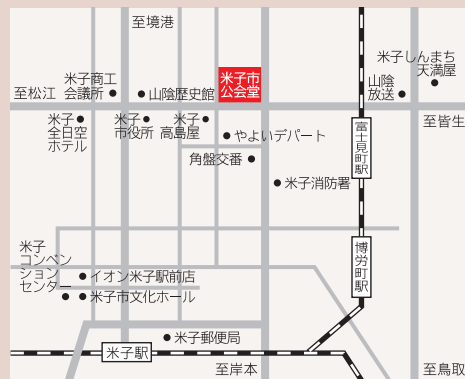 至境港
米子しんまち
天満屋
米子商工
会議所
米子市
公会堂
山陰
放送
至松江
山陰歴史館
米子
全日空
ホテル
米子
市役所
米子
高島屋
やよいデパート
富士見町駅
至皆生
角盤交番
米子消防署
米子
コンベン
ション
センター
イオン米子駅前店
米子市文化ホール
博労町駅
米子郵便局
米子駅
至岸本
至鳥取